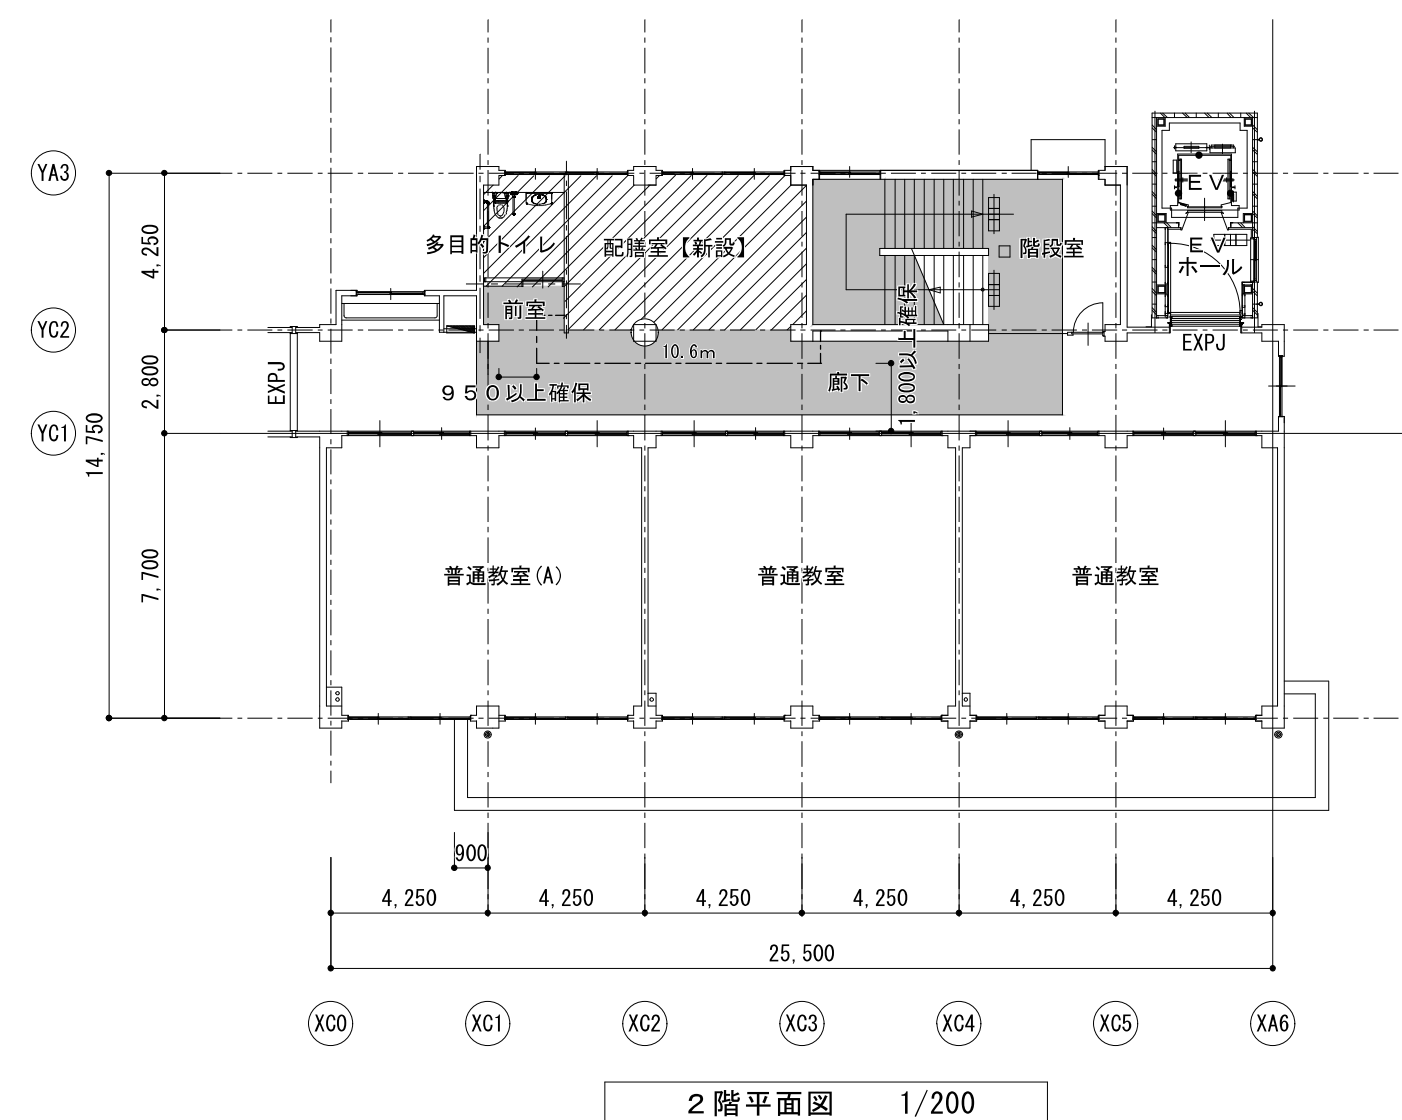 YA3
YC2
YC1
4,250
2,800
7,700
14,750
EXPJ
多目的トイレ
配膳室【新設】
階段室
EV
EV
ホール
EXPJ
前室
10.6m
950以上確保
廊下
1,800以上確保
普通教室(A)
普通教室
普通教室
900
4,250
4,250
4,250
4,250
4,250
4,250
25,500
XC0
XC1
XC2
XC3
XC4
XC5
XA6
2階平面図 1/200